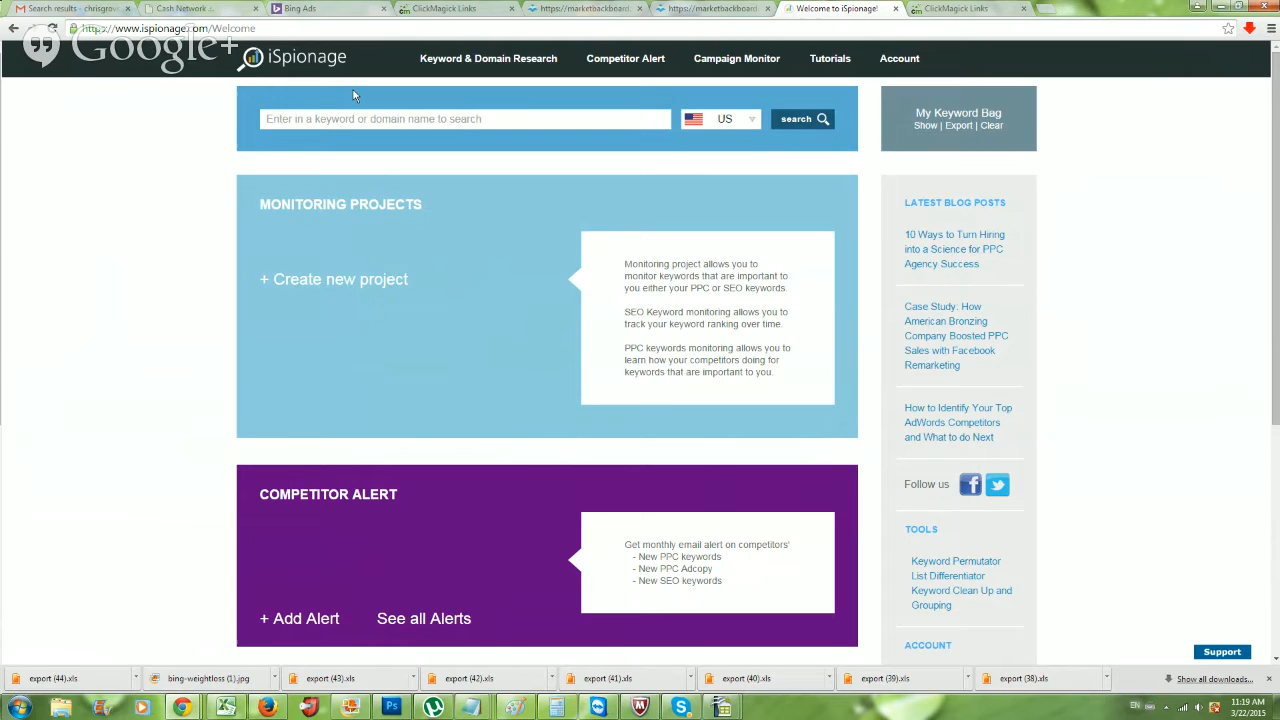 Search results - chrisgrove
Cash Network ...
Bing Ads
ClickMagick Links
https://marketbackboard.
https://marketbackboard.
Welcome to iSpionage!
ClickMagick Links
https://www.ispionage.com/Welcome
Google+
iSpionage
Keyword & Domain Research
Competitor Alert
Campaign Monitor
Tutorials
Account
Enter in a keyword or domain name to search
US
search
My Keyword Bag
Show | Export | Clear
MONITORING PROJECTS
+ Create new project
Monitoring project allows you to
monitor keywords that are important to
you either your PPC or SEO keywords.
SEO Keyword monitoring allows you to
track your keyword ranking over time.
PPC keywords monitoring allows you to
learn how your competitors doing for
keywords that are important to you.
LATEST BLOG POSTS
10 Ways to Turn Hiring
into a Science for PPC
Agency Success
Case Study: How
American Bronzing
Company Boosted PPC
Sales with Facebook
Remarketing
How to Identify Your Top
AdWords Competitors
and What to do Next
Follow us
TOOLS
Keyword Permutator
List Differentiator
Keyword Clean Up and
Grouping
ACCOUNT
COMPETITOR ALERT
Get monthly email alert on competitors'
- New PPC keywords
- New PPC Adcopy
- New SEO keywords
+ Add Alert
See all Alerts
Support
export (44).xls
bing-weightless (1).jpg
export (43).xls
export (42).xls
export (41).xls
export (40).xls
export (39).xls
export (38).xls
Show all downloads...
EN
11:19 AM
3/22/2015